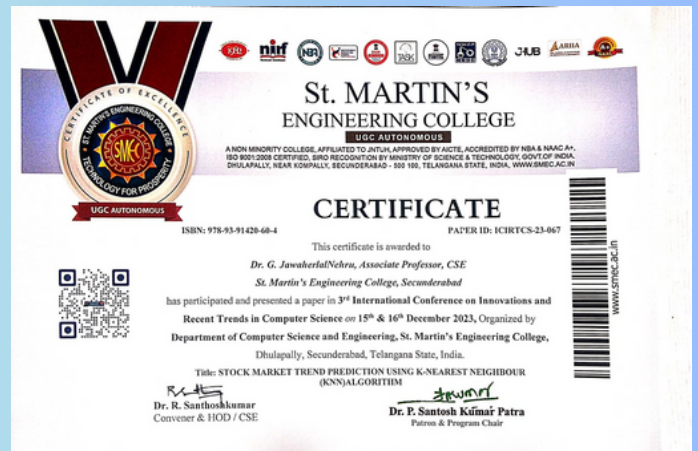 nirf
NBA
TASK
J-HUB
ARIIA
St. MARTIN'S
ENGINEERING COLLEGE
UGC AUTONOMOUS
A NON MINORITY COLLEGE, AFFILIATED TO JNTUH, APPROVED BY AICTE, ACCREDITED BY NBA & NAAC A+,
ISO 9001:2008 CERTIFIED, SIRO RECOGNITION BY MINISTRY OF SCIENCE & TECHNOLOGY, GOVT.OF INDIA.
DHULAPALLY, NEAR KOMPALLY, SECUNDERABAD - 500 100, TELANGANA STATE, INDIA, WWW.SMEC.AC.IN
CERTIFICATE OF EXCELLENCE
ST.MARTIN'S ENGINEERING COLLEGE
SMEC
TECHNOLOGY FOR PROSPERITY
UGC AUTONOMOUS
CERTIFICATE
ISBN: 978-93-91420-60-4
PAPER ID: ICIRTCS-23-067
This certificate is awarded to
Dr. G. JawaherlalNehru, Associate Professor, CSE
St. Martin's Engineering College, Secunderabad
has participated and presented a paper in 3rd International Conference on Innovations and
Recent Trends in Computer Science on 15th & 16th December 2023, Organized by
Department of Computer Science and Engineering, St. Martin's Engineering College,
Dhulapally, Secunderabad, Telangana State, India.
Title: STOCK MARKET TREND PREDICTION USING K-NEAREST NEIGHBOUR
(KNN)ALGORITHM
Dr. R. Santhoshkumar
Convener & HOD / CSE
Dr. P. Santosh Kumar Patra
Patron & Program Chair
www.smec.ac.in